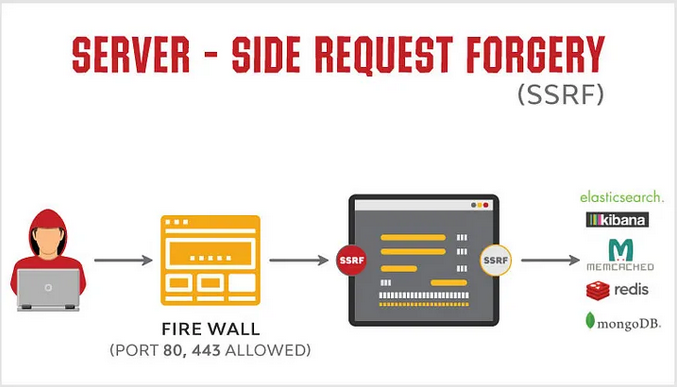 SERVER - SIDE REQUEST FORGERY
(SSRF)
SSRF
SSRF
elasticsearch.
kibana
MEMCACHED
redis
mongoDB.
FIRE WALL
(PORT 80, 443 ALLOWED)